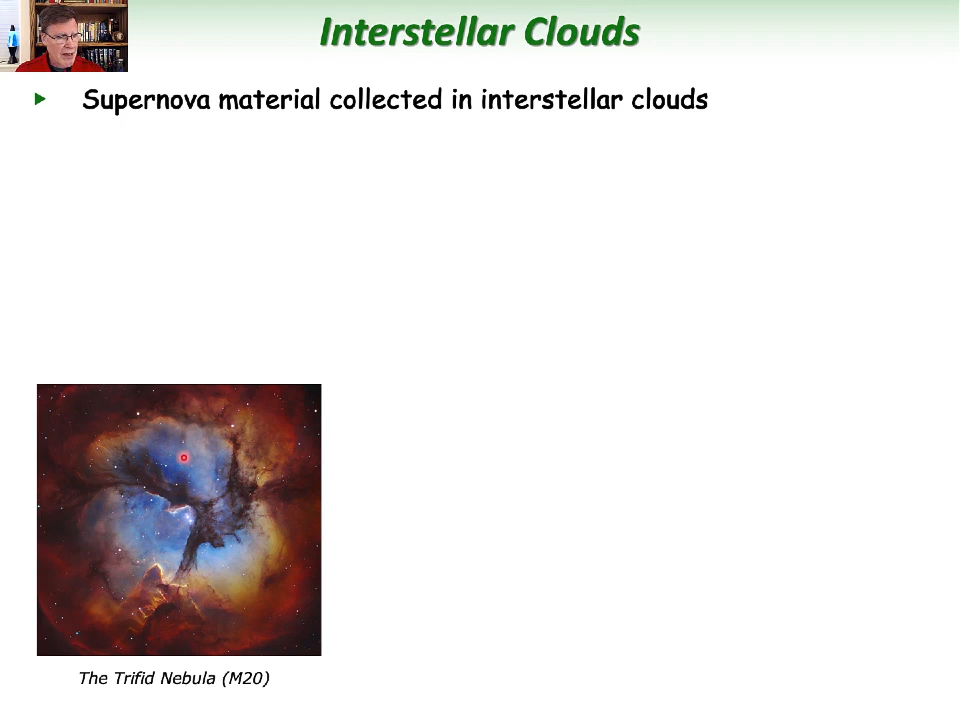 Interstellar Clouds
Supernova material collected in interstellar clouds
The Trifid Nebula (M20)